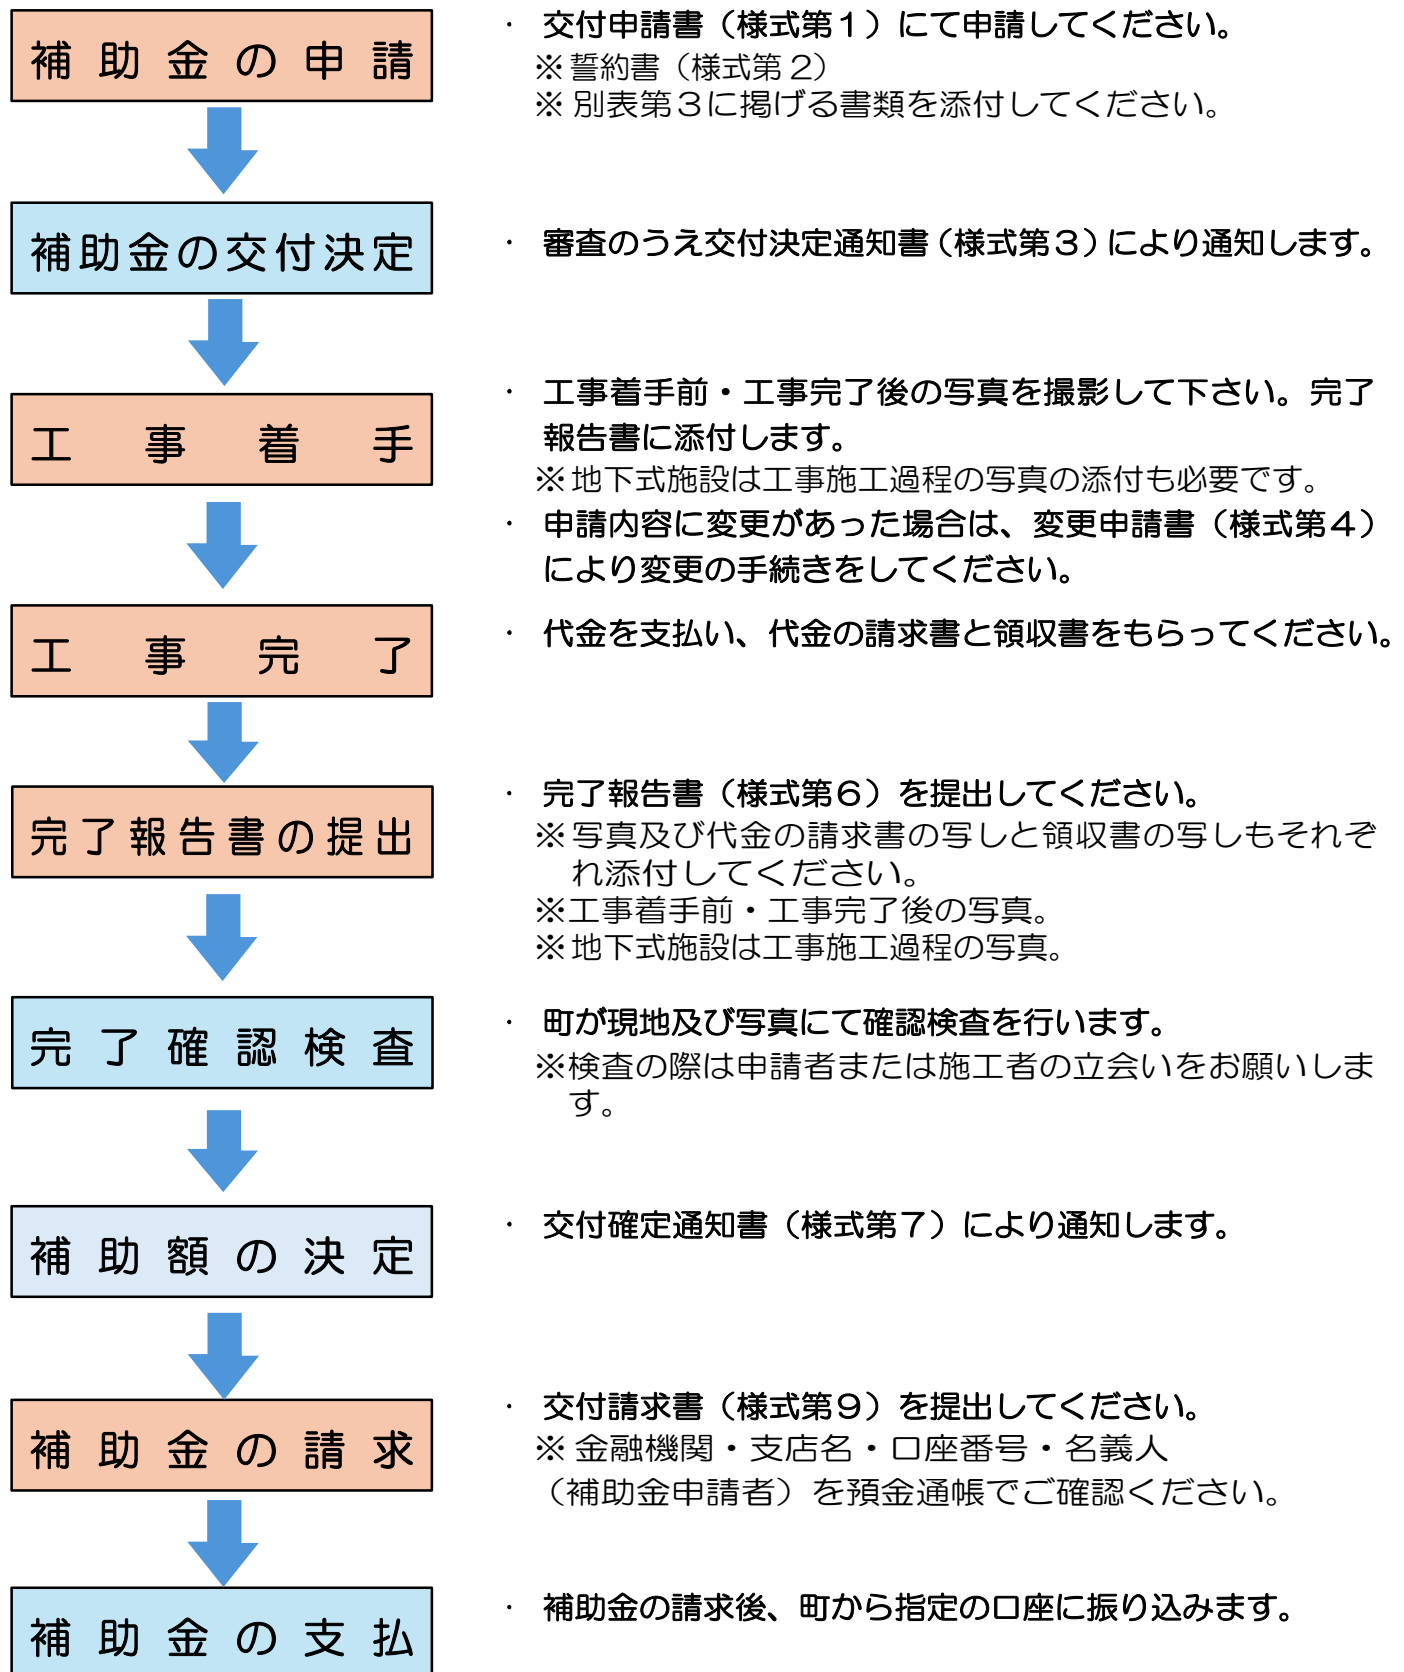 補助金の申請
・ 交付申請書（様式第１）にて申請してください。
※ 誓約書（様式第２）
※ 別表第３に掲げる書類を添付してください。
補助金の交付決定
・ 審査のうえ交付決定通知書（様式第３）により通知します。
工事着手
・ 工事着手前・工事完了後の写真を撮影して下さい。完了
報告書に添付します。
※ 地下式施設は工事施工過程の写真の添付も必要です。
・ 申請内容に変更があった場合は、変更申請書（様式第４）
により変更の手続きをしてください。
工事完了
・ 代金を支払い、代金の請求書と領収書をもらってください。
完了報告書の提出
・ 完了報告書（様式第６）を提出してください。
※ 写真及び代金の請求書の写しと領収書の写しもそれぞ
れ添付してください。
※工事着手前・工事完了後の写真。
※ 地下式施設は工事施工過程の写真。
完了確認検査
・ 町が現地及び写真にて確認検査を行います。
※検査の際は申請者または施工者の立会いをお願いしま
す。
補助額の決定
・ 交付確定通知書（様式第７）により通知します。
補助金の請求
・ 交付請求書（様式第９）を提出してください。
※ 金融機関・支店名・口座番号・名義人
（補助金申請者）を預金通帳でご確認ください。
補助金の支払
・ 補助金の請求後、町から指定の口座に振り込みます。